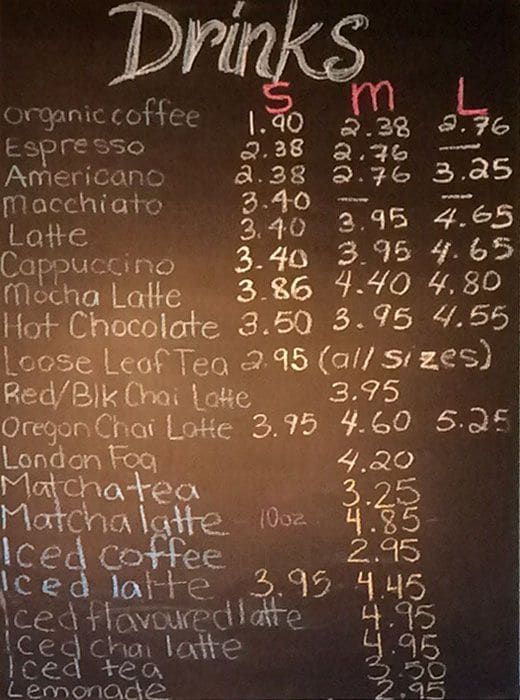 Drinks
S M L
organic coffee 1.90 2.38 2.76
Espresso 2.38 2.76 —
Americano 2.38 2.76 3.25
Macchiato 3.40 — —
Latte 3.40 3.95 4.65
Cappuccino 3.40 3.95 4.65
Mocha Latte 3.86 4.40 4.80
Hot Chocolate 3.50 3.95 4.55
Loose Leaf Tea 2.95 (all sizes)
Red/Blk Chai Latte 3.95
Oregon Chai Latte 3.95 4.60 5.25
London Fog 4.20
Matcha tea 3.25
Matcha latte - 10oz 4.85
Iced coffee 2.95
Iced latte 3.95 4.45
Iced flavoured latte 4.95
Iced chai latte 4.95
Iced tea 3.50
Lemonade 2.95